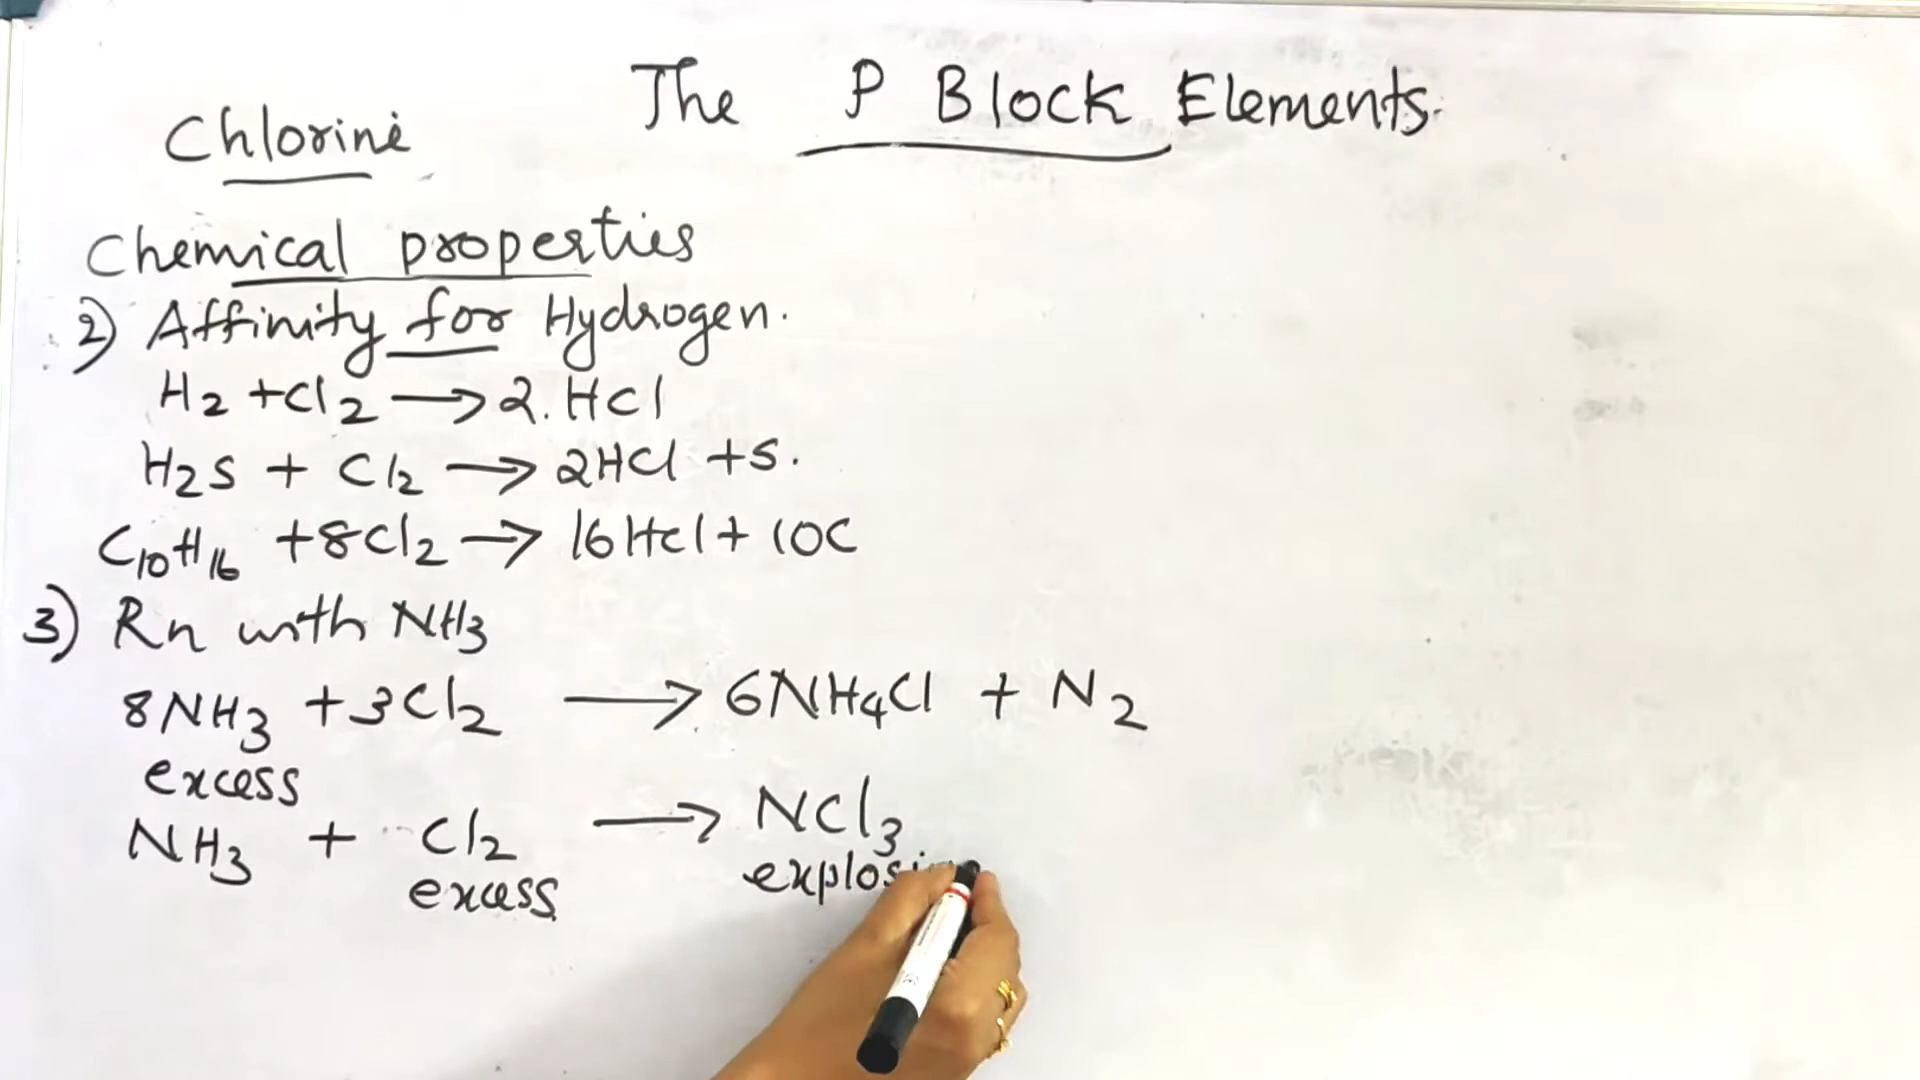 The P Block Elements.
Chlorine
Chemical properties
2) Affinity for Hydrogen.
H₂ + Cl₂ ⟶ 2.HCl
H₂S + Cl₂ ⟶ 2HCl + S.
C₁₀H₁₆ + 8Cl₂ ⟶ 16HCl + 10C
3) Rn with NH₃
8NH₃ + 3Cl₂ ⟶ 6NH₄Cl + N₂
excess
NH₃ + Cl₂ ⟶ NCl₃
excess. explosi